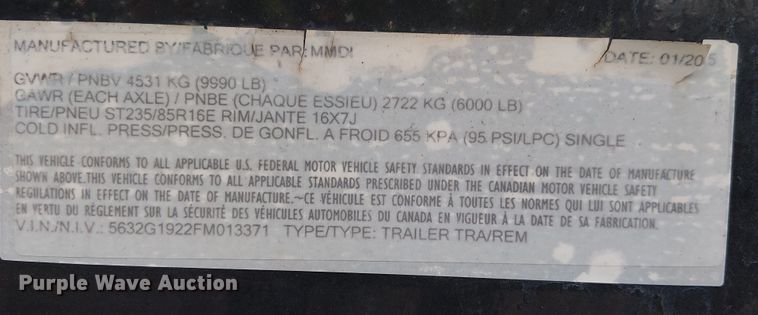 MANUFACTURED BY/FABRIQUE PAR: MMDI DATE: 01/2015
GVWR / PNBV 4531 KG (9990 LB)
GAWR (EACH AXLE) / PNBE (CHAQUE ESSIEU) 2722 KG (6000 LB)
TIRE/PNEU ST235/85R16E RIM/JANTE 16X7J
COLD INFL. PRESS/PRESS. DE GONFL. A FROID 655 KPA (95 PSI/LPC) SINGLE
THIS VEHICLE CONFORMS TO ALL APPLICABLE U.S. FEDERAL MOTOR VEHICLE SAFETY STANDARDS IN EFFECT ON THE DATE OF MANUFACTURE
SHOWN ABOVE.THIS VEHICLE CONFORMS TO ALL APPLICABLE STANDARDS PRESCRIBED UNDER THE CANADIAN MOTOR VEHICLE SAFETY
REGULATIONS IN EFFECT ON THE DATE OF MANUFACTURE.~CE VÉHICULE EST CONFORME À TOUTES LES NORMES QUI LUI SONT APPLICABLES
EN VERTU DU RÈGLEMENT SUR LA SÉCURITÉ DES VÉHICULES AUTOMOBILES DU CANADA EN VIGUEUR À LA DATE DE SA FABRICATION.
V.I.N./N.I.V.: 5632G1922FM013371 TYPE/TYPE: TRAILER TRA/REM
Purple Wave Auction